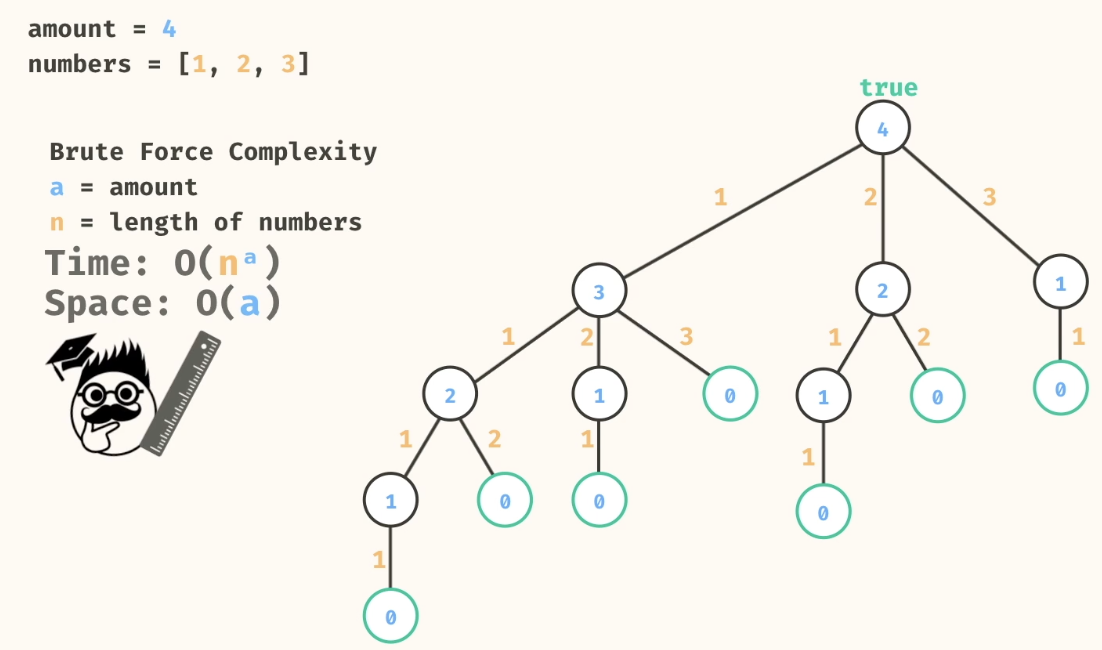 amount = 4
numbers = [1, 2, 3]
true
4
Brute Force Complexity
a = amount
n = length of numbers
1 2 3
Time: O(nᵃ)
Space: O(a)
3 2 1
1 2 3 1 2 1
2 1 0 1 0 0
1 2 1 1
1 0 0 0
1
0